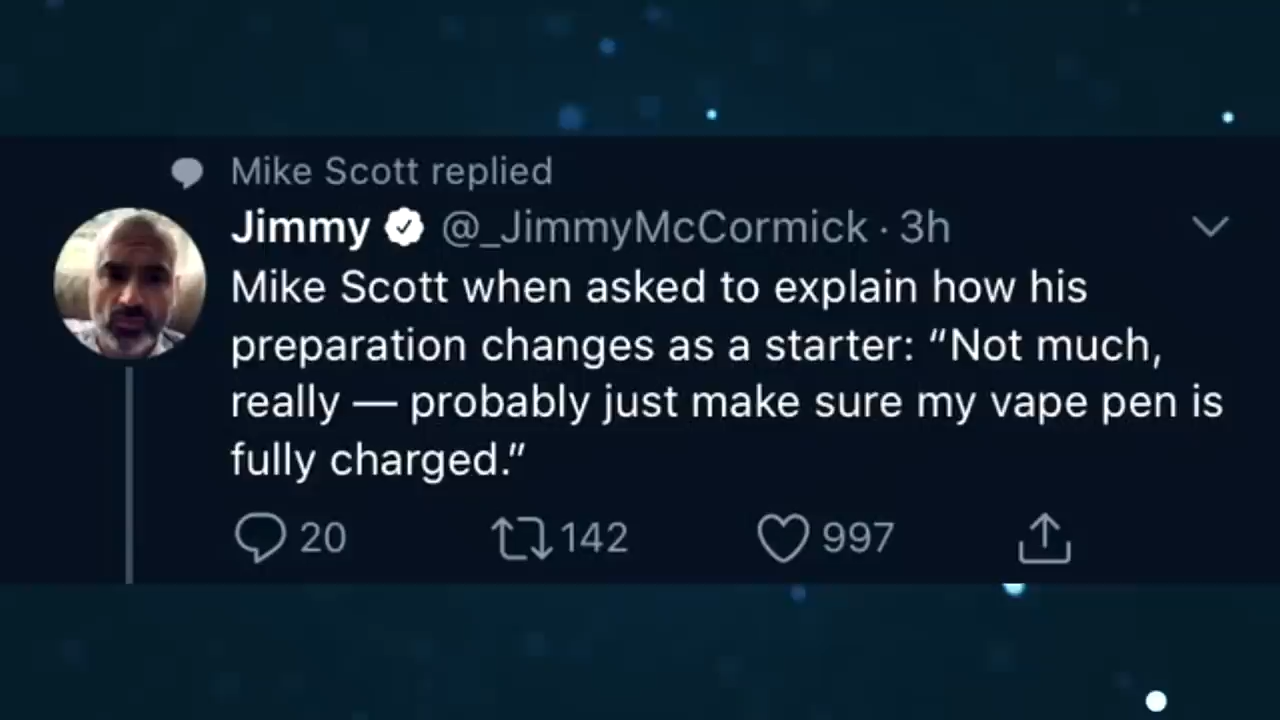 Mike Scott replied
Jimmy @_JimmyMcCormick · 3h
Mike Scott when asked to explain how his
preparation changes as a starter: “Not much,
really — probably just make sure my vape pen is
fully charged.”
20 142 997